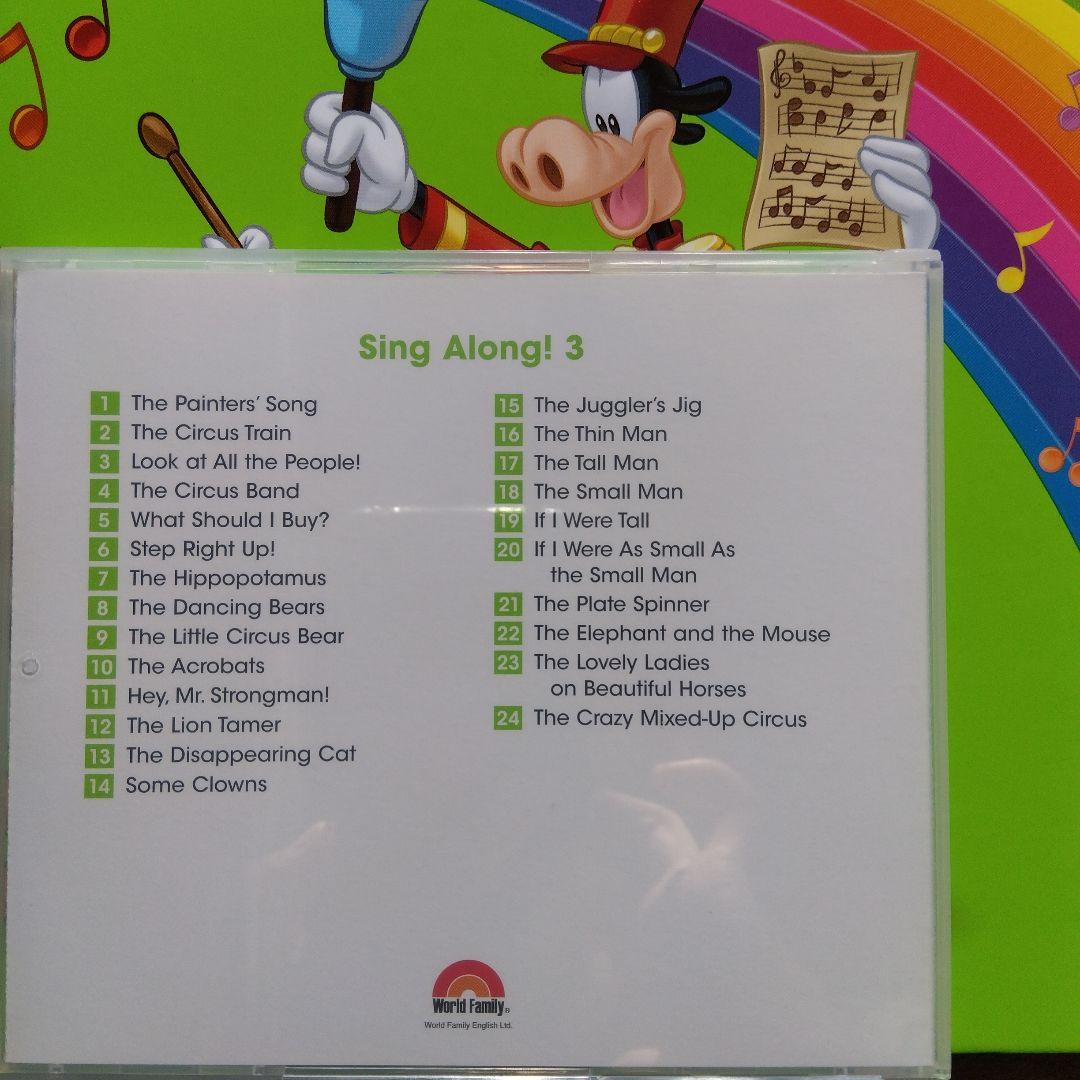 Sing Along! 3
1 The Painters' Song
2 The Circus Train
3 Look at All the People!
4 The Circus Band
5 What Should I Buy?
6 Step Right Up!
7 The Hippopotamus
8 The Dancing Bears
9 The Little Circus Bear
10 The Acrobats
11 Hey, Mr. Strongman!
12 The Lion Tamer
13 The Disappearing Cat
14 Some Clowns
15 The Juggler's Jig
16 The Thin Man
17 The Tall Man
18 The Small Man
19 If I Were Tall
20 If I Were As Small As
the Small Man
21 The Plate Spinner
22 The Elephant and the Mouse
23 The Lovely Ladies
on Beautiful Horses
24 The Crazy Mixed-Up Circus
World Family®
World Family English Ltd.